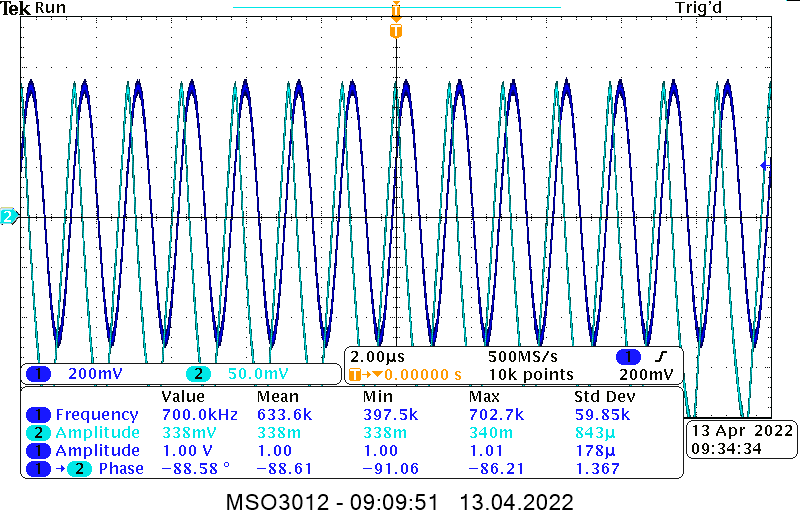 Tek Run Trig'd
T
T
2
1 200mV 2 50.0mV
2.00µs 500MS/s 1
T→▼0.00000 s 10k points 200mV
Value Mean Min Max Std Dev
1 Frequency 700.0kHz 633.6k 397.5k 702.7k 59.85k
2 Amplitude 338mV 338m 338m 340m 843µ
1 Amplitude 1.00 V 1.00 1.00 1.01 178µ
1 → 2 Phase −88.58 ° −88.61 −91.06 −86.21 1.367
13 Apr 2022
09:34:34
MSO3012 - 09:09:51 13.04.2022